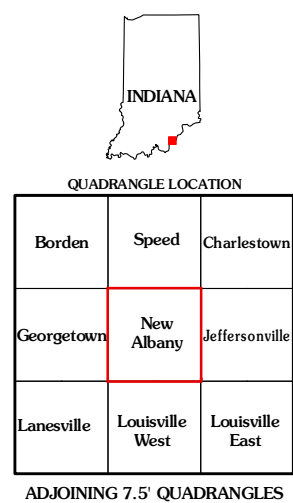 INDIANA
QUADRANGLE LOCATION
Borden
Speed
Charlestown
Georgetown
New
Albany
Jeffersonville
Lanesville
Louisville
West
Louisville
East
ADJOINING 7.5' QUADRANGLES